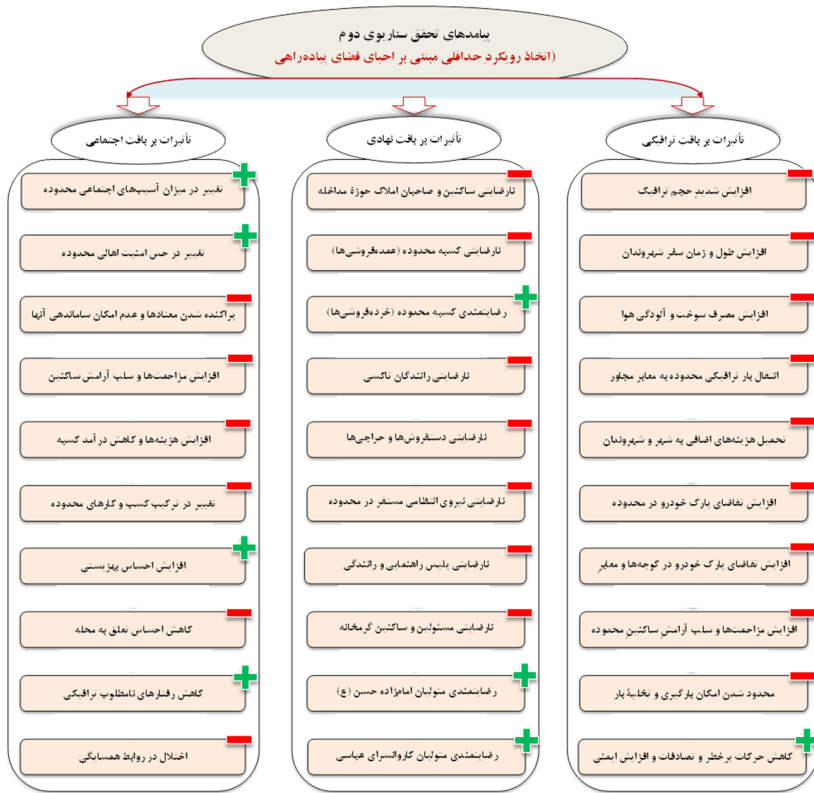 پیامدهای تحقق سناریوی دوم
(اتخاذ رویکرد حداقلی مبتنی بر احیای فضای پیاده‌راهی
تأثیرات بر بافت ترافیکی
افزایش شدید حجم ترافیک
افزایش طول و زمان سفر شهروندان
افزایش مصرف سوخت و آلودگی هوا
انتقال بار ترافیکی محدوده به معابر مجاور
تحمیل هزینه‌های اضافی به شهر و شهروندان
افزایش تقاضای پارک خودرو در محدوده
افزایش تقاضای پارک خودرو در کوچه‌ها و معابر
افزایش مزاحمت‌ها و سلب آرامش ساکنین محدوده
محدود شدن امکان بارگیری و تخلیۀ بار
کاهش حرکات پرخطر و تصادفات و افزایش ایمنی
تأثیرات بر بافت نهادی
نارضایتی ساکنین و صاحبان املاک حوزۀ مداخله
نارضایتی کسبه محدوده (عمده‌فروشی‌ها)
رضایتمندی کسبه محدوده (خرده‌فروشی‌ها)
نارضایتی رانندگان تاکسی
نارضایتی دستفروش‌ها و حراجی‌ها
نارضایتی نیروی انتظامی مستقر در محدوده
نارضایتی پلیس راهنمایی و رانندگی
نارضایتی مسئولین و ساکنین گرمخانه
رضایتمندی متولیان امامزاده حسن (ع)
رضایتمندی متولیان کاروانسرای عباسی
تأثیرات بر بافت اجتماعی
تغییر در میزان آسیب‌های اجتماعی محدوده
تغییر در حس امنیت اهالی محدوده
پراکنده شدن معتادها و عدم امکان ساماندهی آنها
افزایش مزاحمت‌ها و سلب آرامش ساکنین
افزایش هزینه‌ها و کاهش در آمد کسبه
تغییر در ترکیب کسب و کارهای محدوده
افزایش احساس بهزیستی
کاهش احساس تعلق به محله
کاهش رفتارهای نامطلوب ترافیکی
اختلال در روابط همسایگی